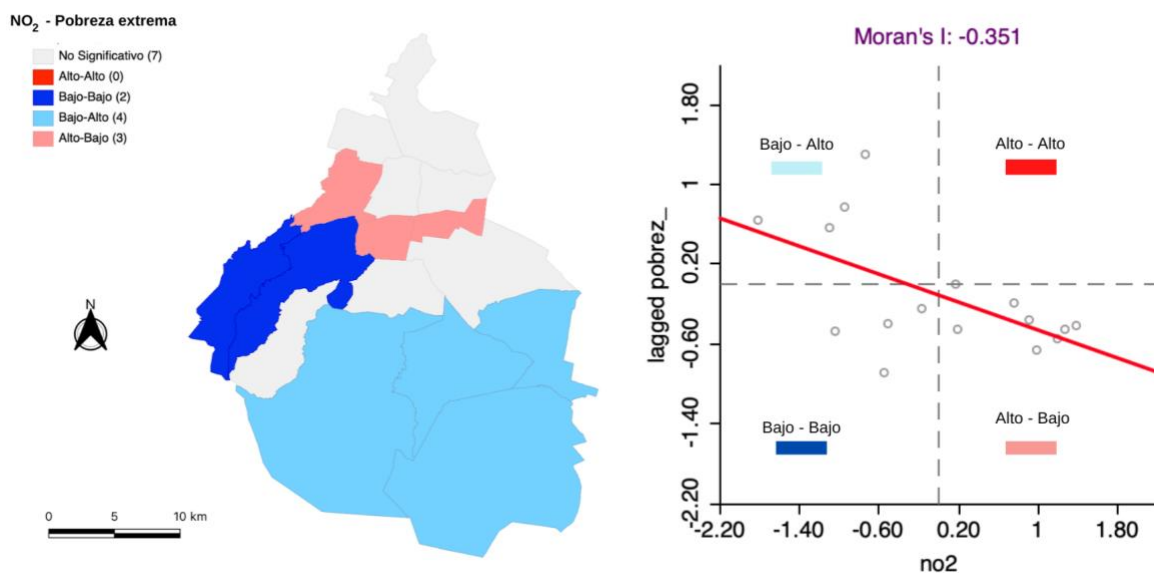 NO2 - Pobreza extrema
No Significativo (7)
Alto-Alto (0)
Bajo-Bajo (2)
Bajo-Alto (4)
Alto-Bajo (3)
N
0 5 10 km
Moran's I: -0.351
Bajo - Alto
Alto - Alto
Bajo - Bajo
Alto - Bajo
lagged pobrez_
1.80
1
0.20
-0.60
-1.40
-2.20
-2.20 -1.40 -0.60 0.20 1 1.80
no2